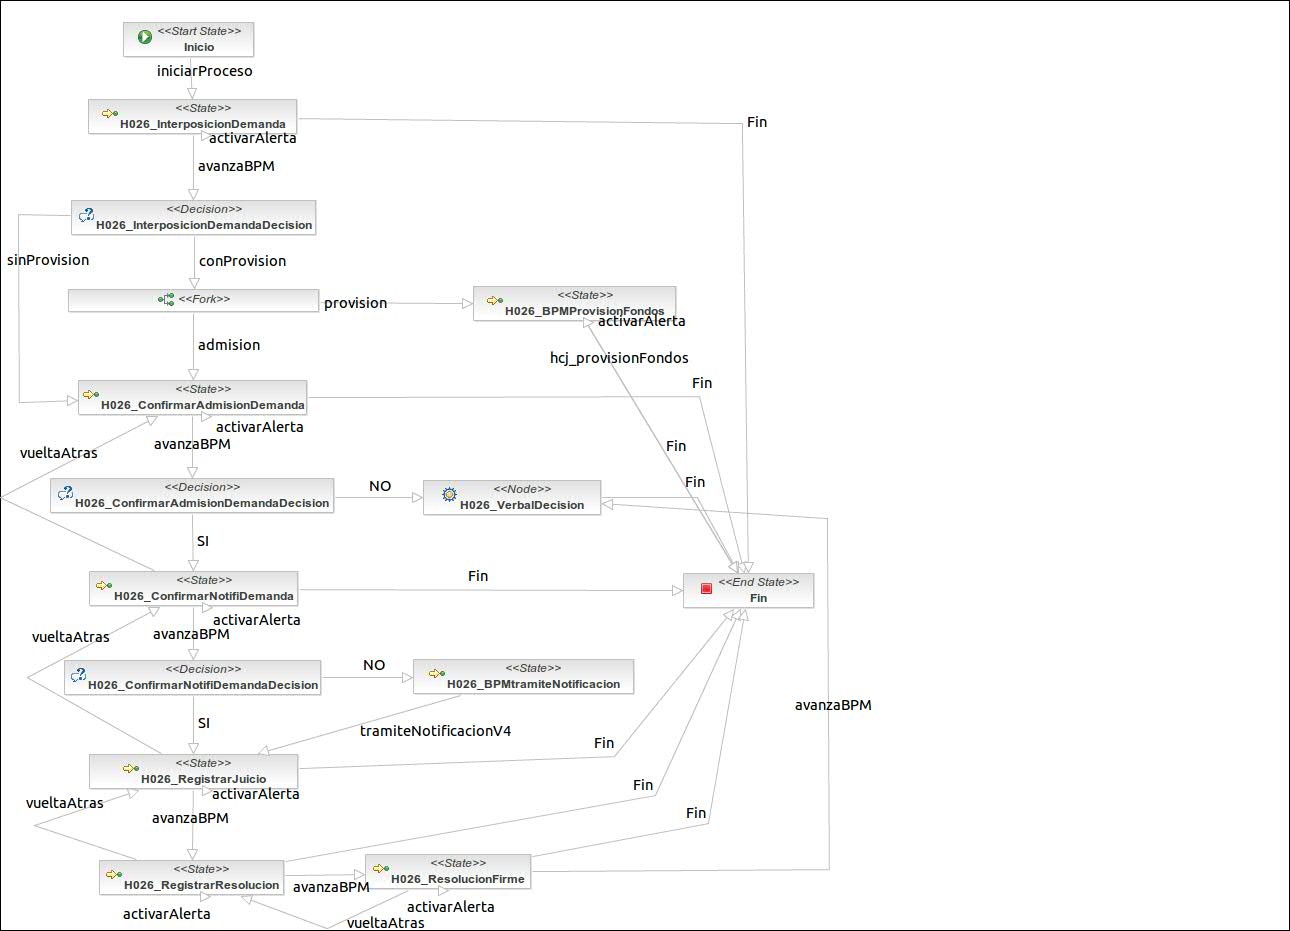 <<Start State>>
Inicio
iniciarProceso
<<State>>
H026_InterposicionDemanda
Fin
activarAlerta
avanzaBPM
<<Decision>>
H026_InterposicionDemandaDecision
sinProvision
conProvision
<<Fork>>
provision
<<State>>
H026_BPMProvisionFondos
activarAlerta
admision
hcj_provisionFondos
<<State>>
H026_ConfirmarAdmisionDemanda
Fin
activarAlerta
avanzaBPM
vueltaAtras
Fin
<<Decision>>
H026_ConfirmarAdmisionDemandaDecision
NO
<<Node>>
H026_VerbalDecision
Fin
SI
<<State>>
H026_ConfirmarNotifiDemanda
Fin
<<End State>>
Fin
activarAlerta
avanzaBPM
vueltaAtras
<<Decision>>
H026_ConfirmarNotifiDemandaDecision
NO
<<State>>
H026_BPMtramiteNotificacion
avanzaBPM
SI
tramiteNotificacionV4
Fin
<<State>>
H026_RegistrarJuicio
activarAlerta
vueltaAtras
avanzaBPM
Fin
Fin
<<State>>
H026_RegistrarResolucion
avanzaBPM
<<State>>
H026_ResolucionFirme
activarAlerta
activarAlerta
vueltaAtras